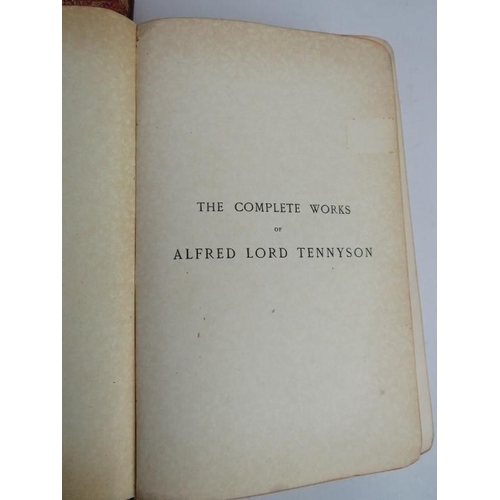 THE COMPLETE WORKS
OF
ALFRED LORD TENNYSON